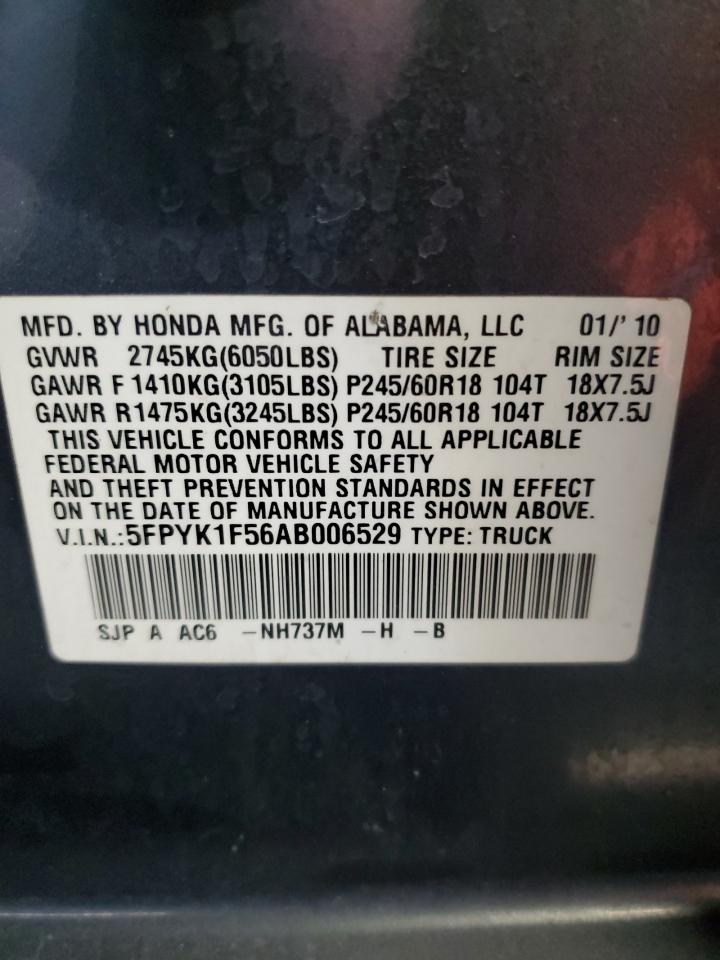 MFD. BY HONDA MFG. OF ALABAMA, LLC 01/'10
GVWR 2745KG(6050LBS) TIRE SIZE RIM SIZE
GAWR F 1410KG(3105LBS) P245/60R18 104T 18X7.5J
GAWR R1475KG(3245LBS) P245/60R18 104T 18X7.5J
THIS VEHICLE CONFORMS TO ALL APPLICABLE
FEDERAL MOTOR VEHICLE SAFETY
AND THEFT PREVENTION STANDARDS IN EFFECT
ON THE DATE OF MANUFACTURE SHOWN ABOVE.
V.I.N.:5FPYK1F56AB006529 TYPE: TRUCK
SJP A AC6 -NH737M -H -B